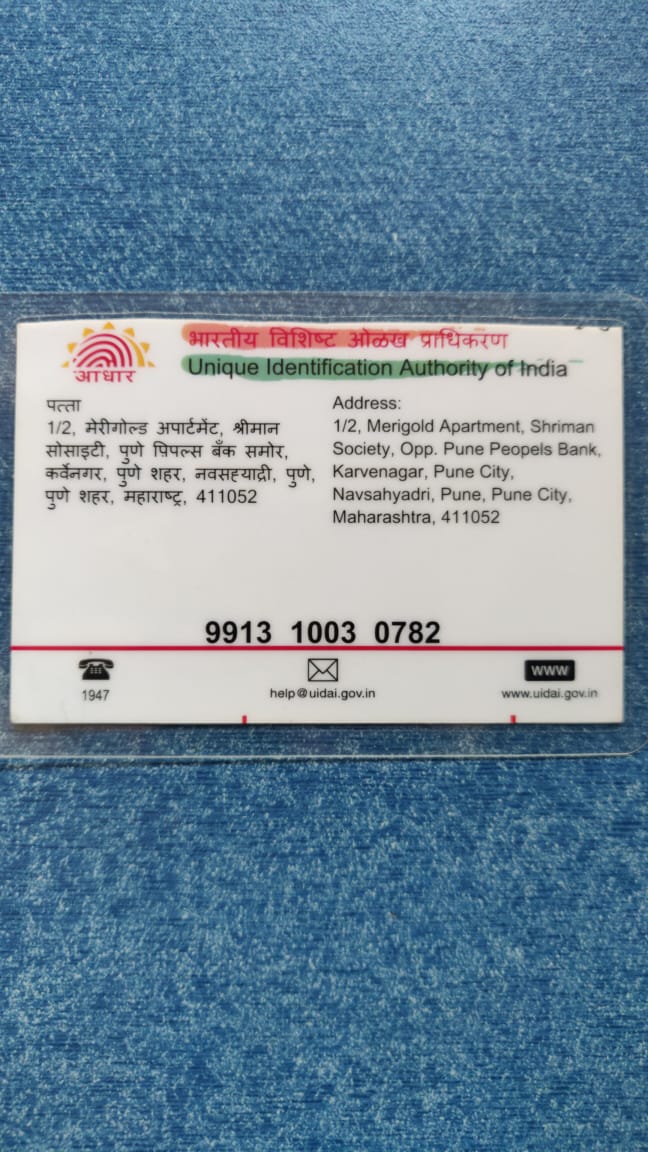 भारतीय विशिष्ट ओळख प्राधिकरण
Unique Identification Authority of India
आधार
पत्ता
1/2, मेरीगोल्ड अपार्टमेंट, श्रीमान
सोसाइटी, पुणे प्रिपल्स बँक समोर,
कर्वेनगर, पुणे शहर, नवसह्याद्री, पुणे,
पुणे शहर, महाराष्ट्र, 411052
Address:
1/2, Merigold Apartment, Shriman
Society, Opp. Pune Peopels Bank,
Karvenagar, Pune City,
Navsahyadri, Pune, Pune City,
Maharashtra, 411052
9913 1003 0782
1947
help@uidai.gov.in
WWW
www.uidai.gov.in